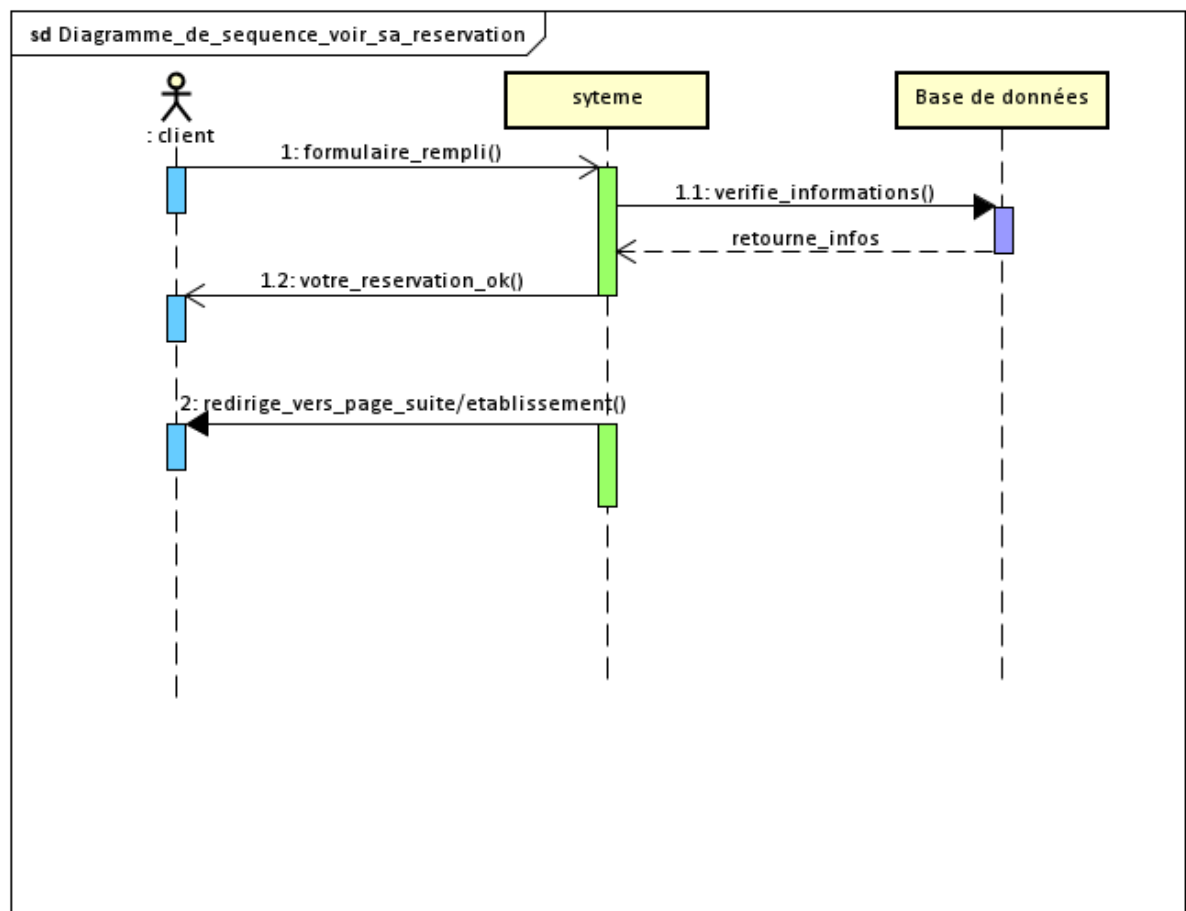 sd Diagramme_de_sequence_voir_sa_reservation
: client
syteme
Base de données
1: formulaire_rempli()
1.1: verifie_informations()
retourne_infos
1.2: votre_reservation_ok()
2: redirige_vers_page_suite/etablissement()